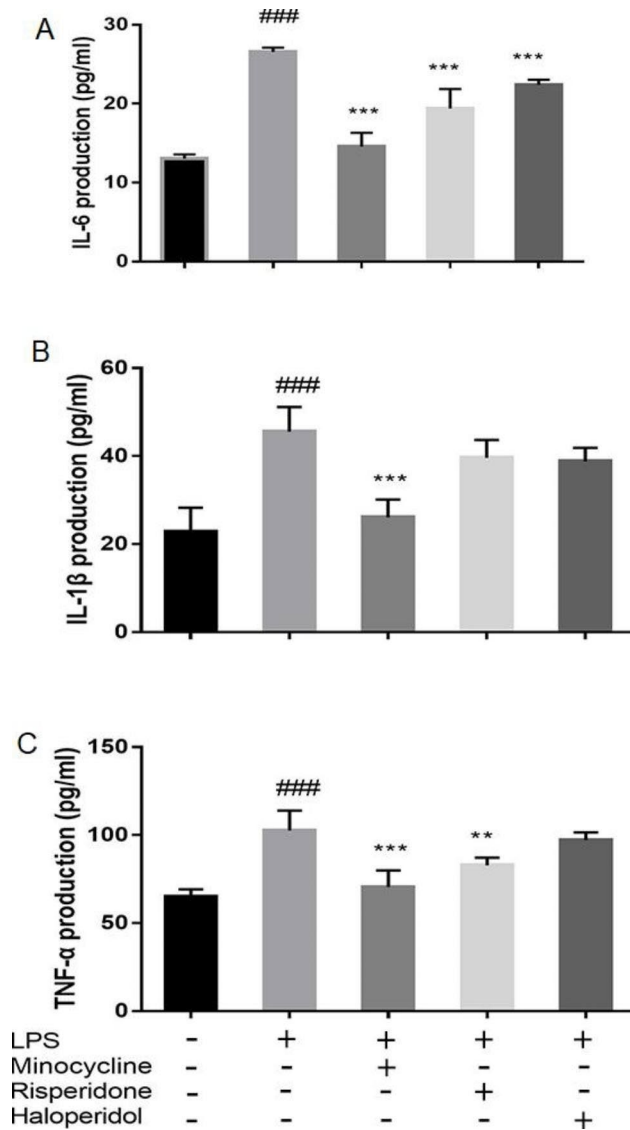 A
IL-6 production (pg/ml)
30
20
10
0
###
***
***
***
B
IL-1β production (pg/ml)
60
40
20
0
###
***
C
TNF-α production (pg/ml)
150
100
50
0
###
***
**
LPS - + + + +
Minocycline - - + - -
Risperidone - - - + -
Haloperidol - - - - +